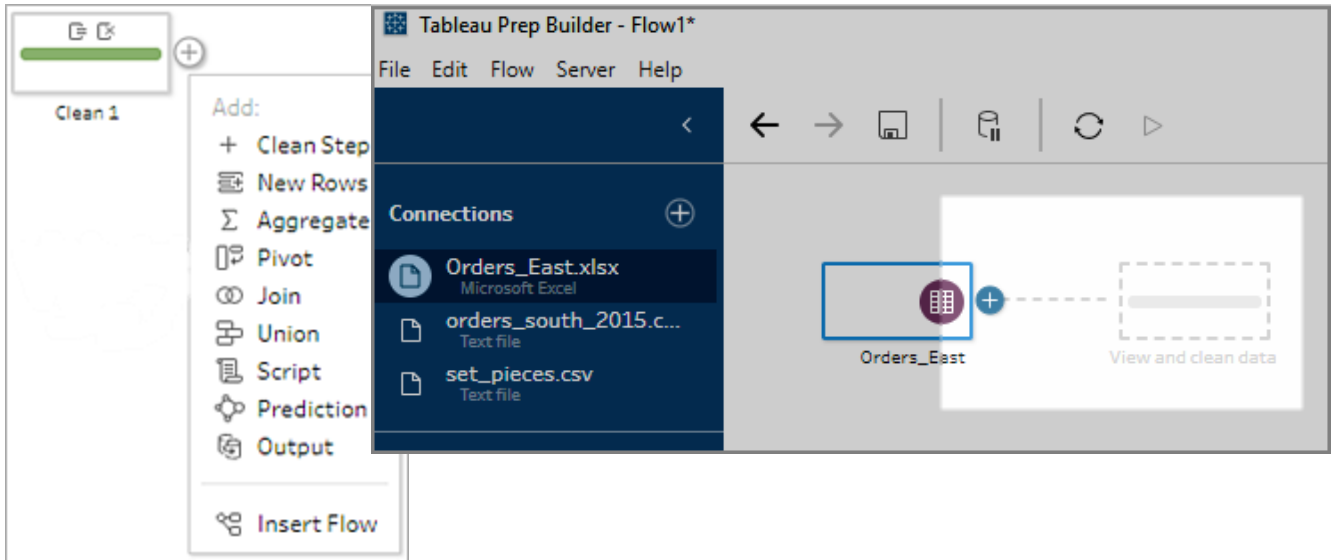 Clean 1
Add:
Clean Step
New Rows
Aggregate
Pivot
Join
Union
Script
Prediction
Output
Insert Flow
Tableau Prep Builder - Flow1*
File Edit Flow Server Help
Connections
Orders_East.xlsx
Microsoft Excel
orders_south_2015.c...
Text file
set_pieces.csv
Text file
Orders_East
View and clean data